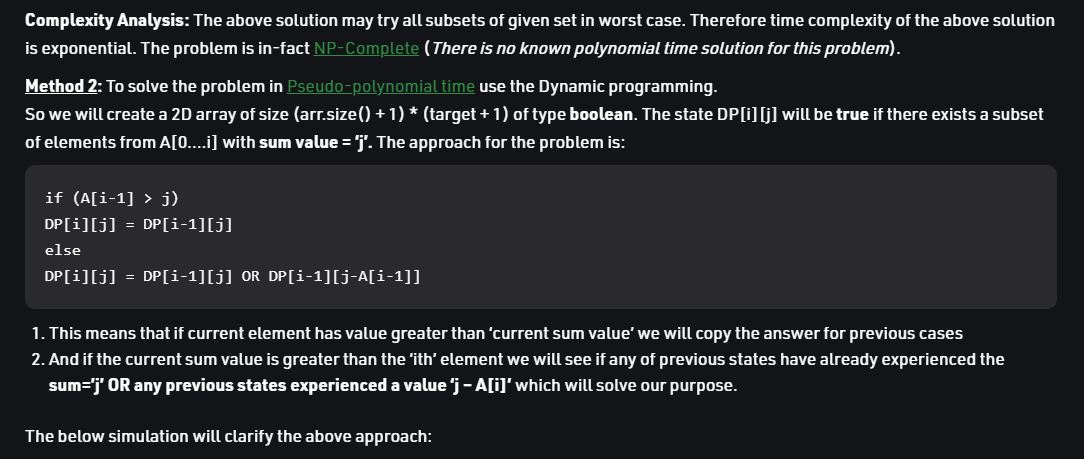 Complexity Analysis: The above solution may try all subsets of given set in worst case. Therefore time complexity of the above solution
is exponential. The problem is in-fact NP-Complete (There is no known polynomial time solution for this problem).
Method 2: To solve the problem in Pseudo-polynomial time use the Dynamic programming.
So we will create a 2D array of size (arr.size() + 1) * (target + 1) of type boolean. The state DP[i][j] will be true if there exists a subset
of elements from A[0....i] with sum value = ‘j’. The approach for the problem is:
if (A[i-1] > j)
DP[i][j] = DP[i-1][j]
else
DP[i][j] = DP[i-1][j] OR DP[i-1][j-A[i-1]]
1. This means that if current element has value greater than ‘current sum value’ we will copy the answer for previous cases
2. And if the current sum value is greater than the ‘ith’ element we will see if any of previous states have already experienced the
sum=‘j’ OR any previous states experienced a value ‘j – A[i]’ which will solve our purpose.
The below simulation will clarify the above approach: